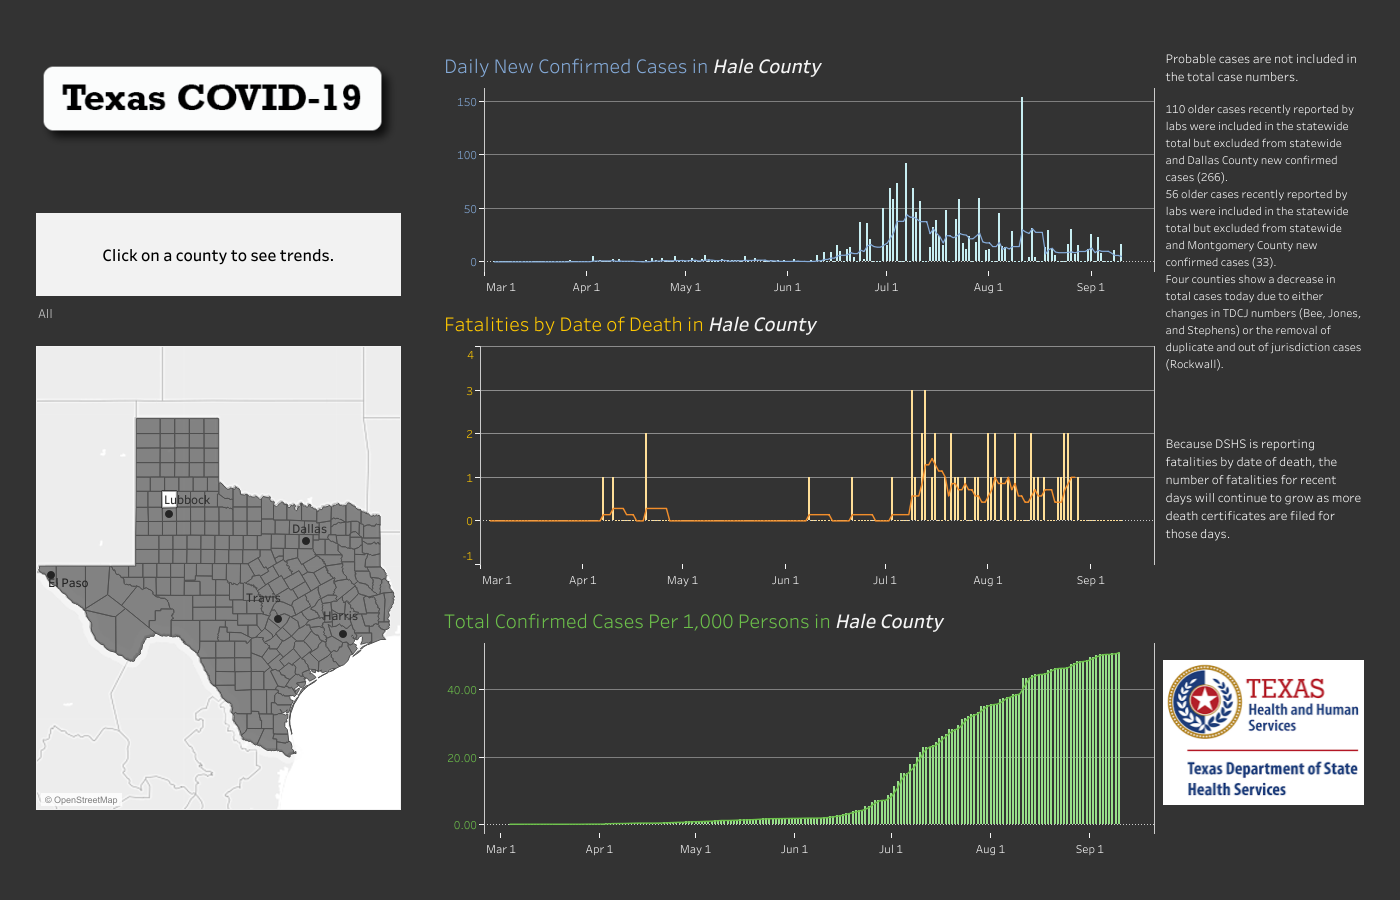 Texas COVID-19
Click on a county to see trends.
All
Lubbock
Dallas
El Paso
Travis
Harris
© OpenStreetMap
Daily New Confirmed Cases in Hale County
150
100
50
0
Mar 1
Apr 1
May 1
Jun 1
Jul 1
Aug 1
Sep 1
Fatalities by Date of Death in Hale County
4
3
2
1
0
-1
Mar 1
Apr 1
May 1
Jun 1
Jul 1
Aug 1
Sep 1
Total Confirmed Cases Per 1,000 Persons in Hale County
40.00
20.00
0.00
Mar 1
Apr 1
May 1
Jun 1
Jul 1
Aug 1
Sep 1
Probable cases are not included in
the total case numbers.
110 older cases recently reported by
labs were included in the statewide
total but excluded from statewide
and Dallas County new confirmed
cases (266).
56 older cases recently reported by
labs were included in the statewide
total but excluded from statewide
and Montgomery County new
confirmed cases (33).
Four counties show a decrease in
total cases today due to either
changes in TDCJ numbers (Bee, Jones,
and Stephens) or the removal of
duplicate and out of jurisdiction cases
(Rockwall).
Because DSHS is reporting
fatalities by date of death, the
number of fatalities for recent
days will continue to grow as more
death certificates are filed for
those days.
TEXAS
Health and Human
Services
Texas Department of State
Health Services